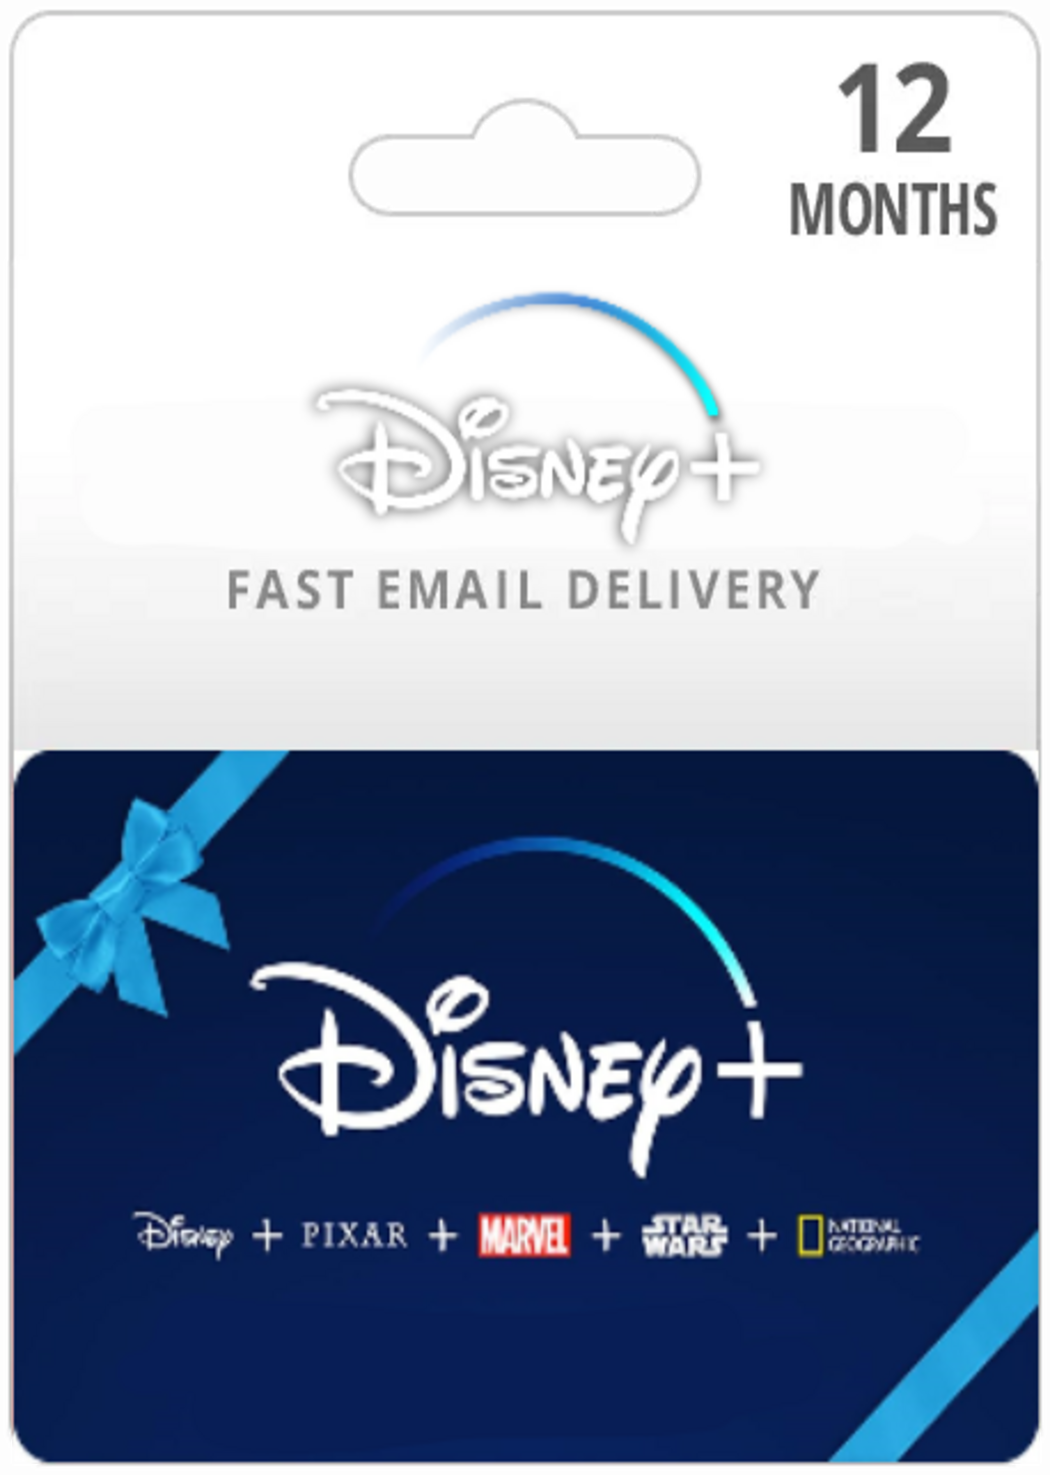 12
MONTHS
Disney+
FAST EMAIL DELIVERY
Disney+
Disney + PIXAR + MARVEL + STAR WARS + NATIONAL GEOGRAPHIC